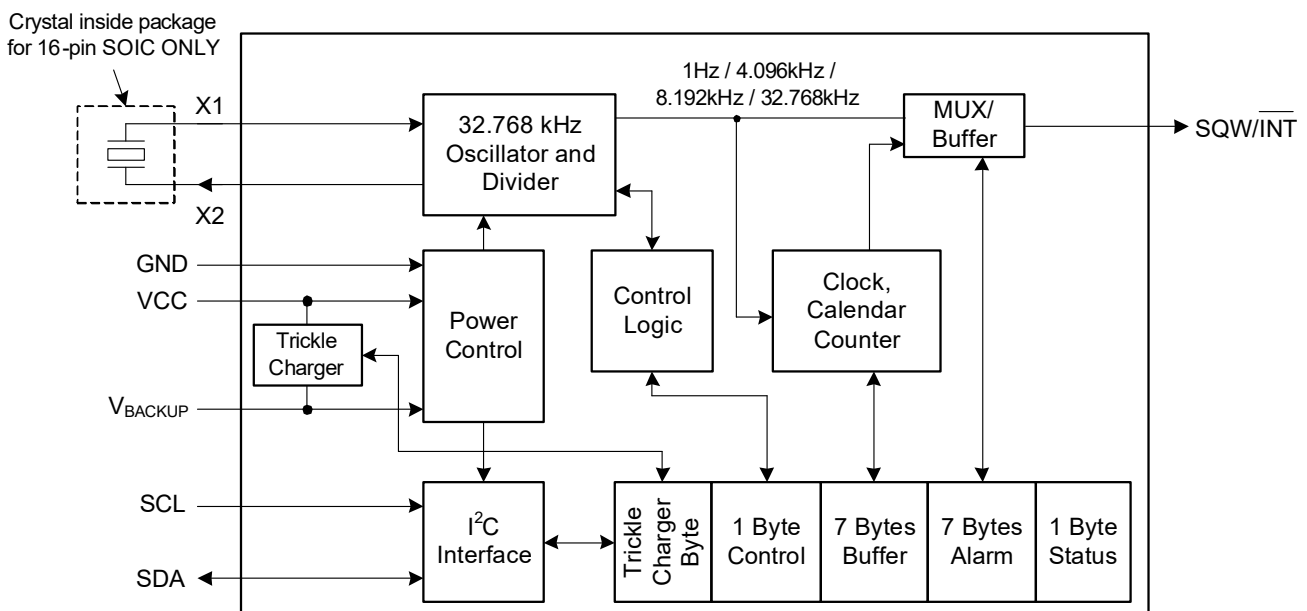 Crystal inside package
for 16-pin SOIC ONLY
X1
X2
1Hz / 4.096kHz /
8.192kHz / 32.768kHz
32.768 kHz
Oscillator and
Divider
MUX/
Buffer
SQW/I̅N̅T̅
GND
VCC
Trickle
Charger
V_BACKUP
Power
Control
Control
Logic
Clock,
Calendar
Counter
SCL
SDA
I²C
Interface
Trickle
Charger
Byte
1 Byte
Control
7 Bytes
Buffer
7 Bytes
Alarm
1 Byte
Status